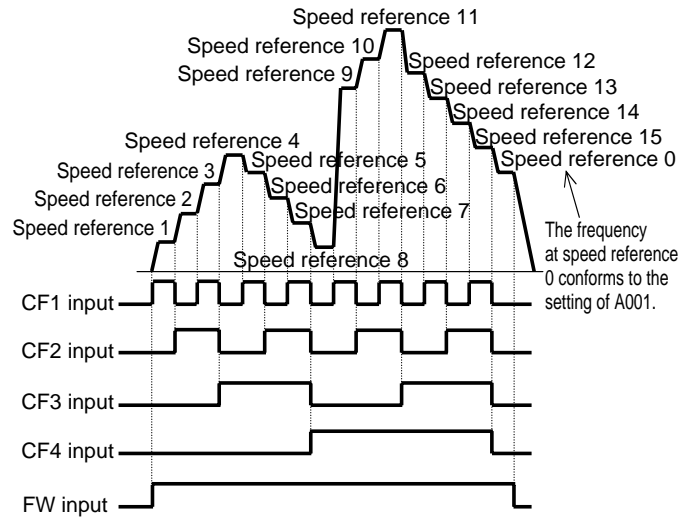 Speed reference 11
Speed reference 10
Speed reference 12
Speed reference 9
Speed reference 13
Speed reference 14
Speed reference 4
Speed reference 15
Speed reference 3
Speed reference 5
Speed reference 0
Speed reference 2
Speed reference 6
Speed reference 1
Speed reference 7
Speed reference 8
The frequency
at speed reference
0 conforms to the
setting of A001.
CF1 input
CF2 input
CF3 input
CF4 input
FW input